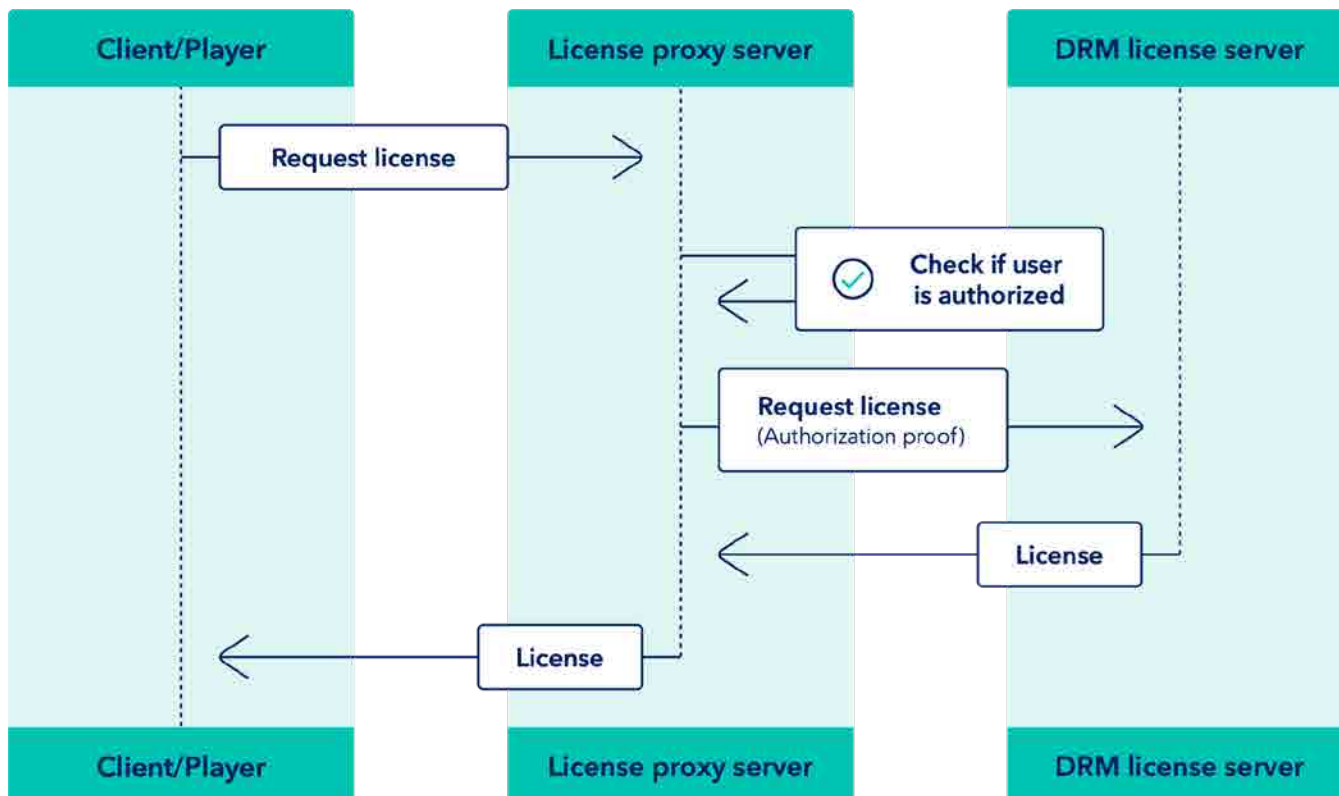 Client/Player
License proxy server
DRM license server
Request license
Check if user
is authorized
Request license
(Authorization proof)
License
License
Client/Player
License proxy server
DRM license server